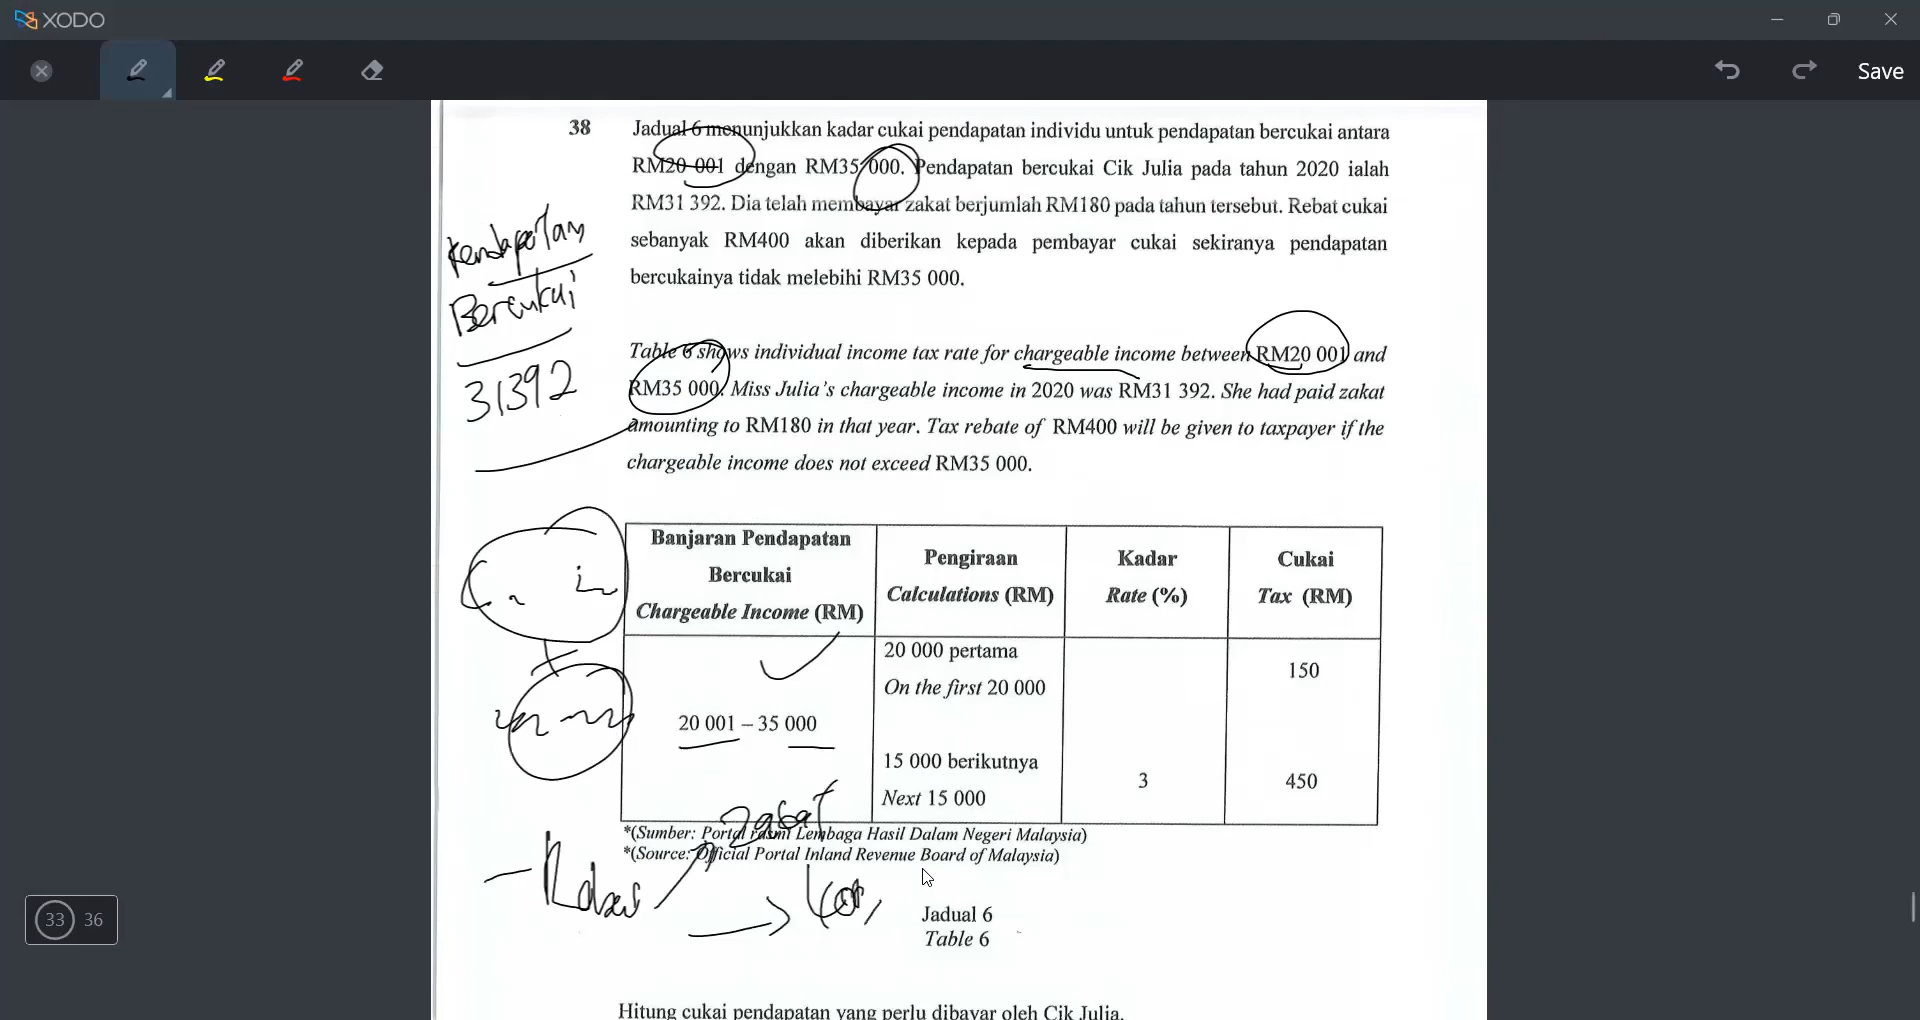 XODO
Save
38 Jadual 6 menunjukkan kadar cukai pendapatan individu untuk pendapatan bercukai antara
RM20 001 dengan RM35 000. Pendapatan bercukai Cik Julia pada tahun 2020 ialah
RM31 392. Dia telah membayar zakat berjumlah RM180 pada tahun tersebut. Rebat cukai
sebanyak RM400 akan diberikan kepada pembayar cukai sekiranya pendapatan
bercukainya tidak melebihi RM35 000.
Pendapatan
Bercukai
31392
Table 6 shows individual income tax rate for chargeable income between RM20 001 and
RM35 000. Miss Julia's chargeable income in 2020 was RM31 392. She had paid zakat
amounting to RM180 in that year. Tax rebate of RM400 will be given to taxpayer if the
chargeable income does not exceed RM35 000.
Banjaran Pendapatan
Bercukai
Chargeable Income (RM)
Pengiraan
Calculations (RM)
Kadar
Rate (%)
Cukai
Tax (RM)
20 001 – 35 000
20 000 pertama
On the first 20 000
150
15 000 berikutnya
Next 15 000
3
450
zakat
*(Sumber: Portal rasmi Lembaga Hasil Dalam Negeri Malaysia)
*(Source: Official Portal Inland Revenue Board of Malaysia)
Jadual 6
Table 6
33 36
Hitung cukai pendapatan yang perlu dibayar oleh Cik Julia.